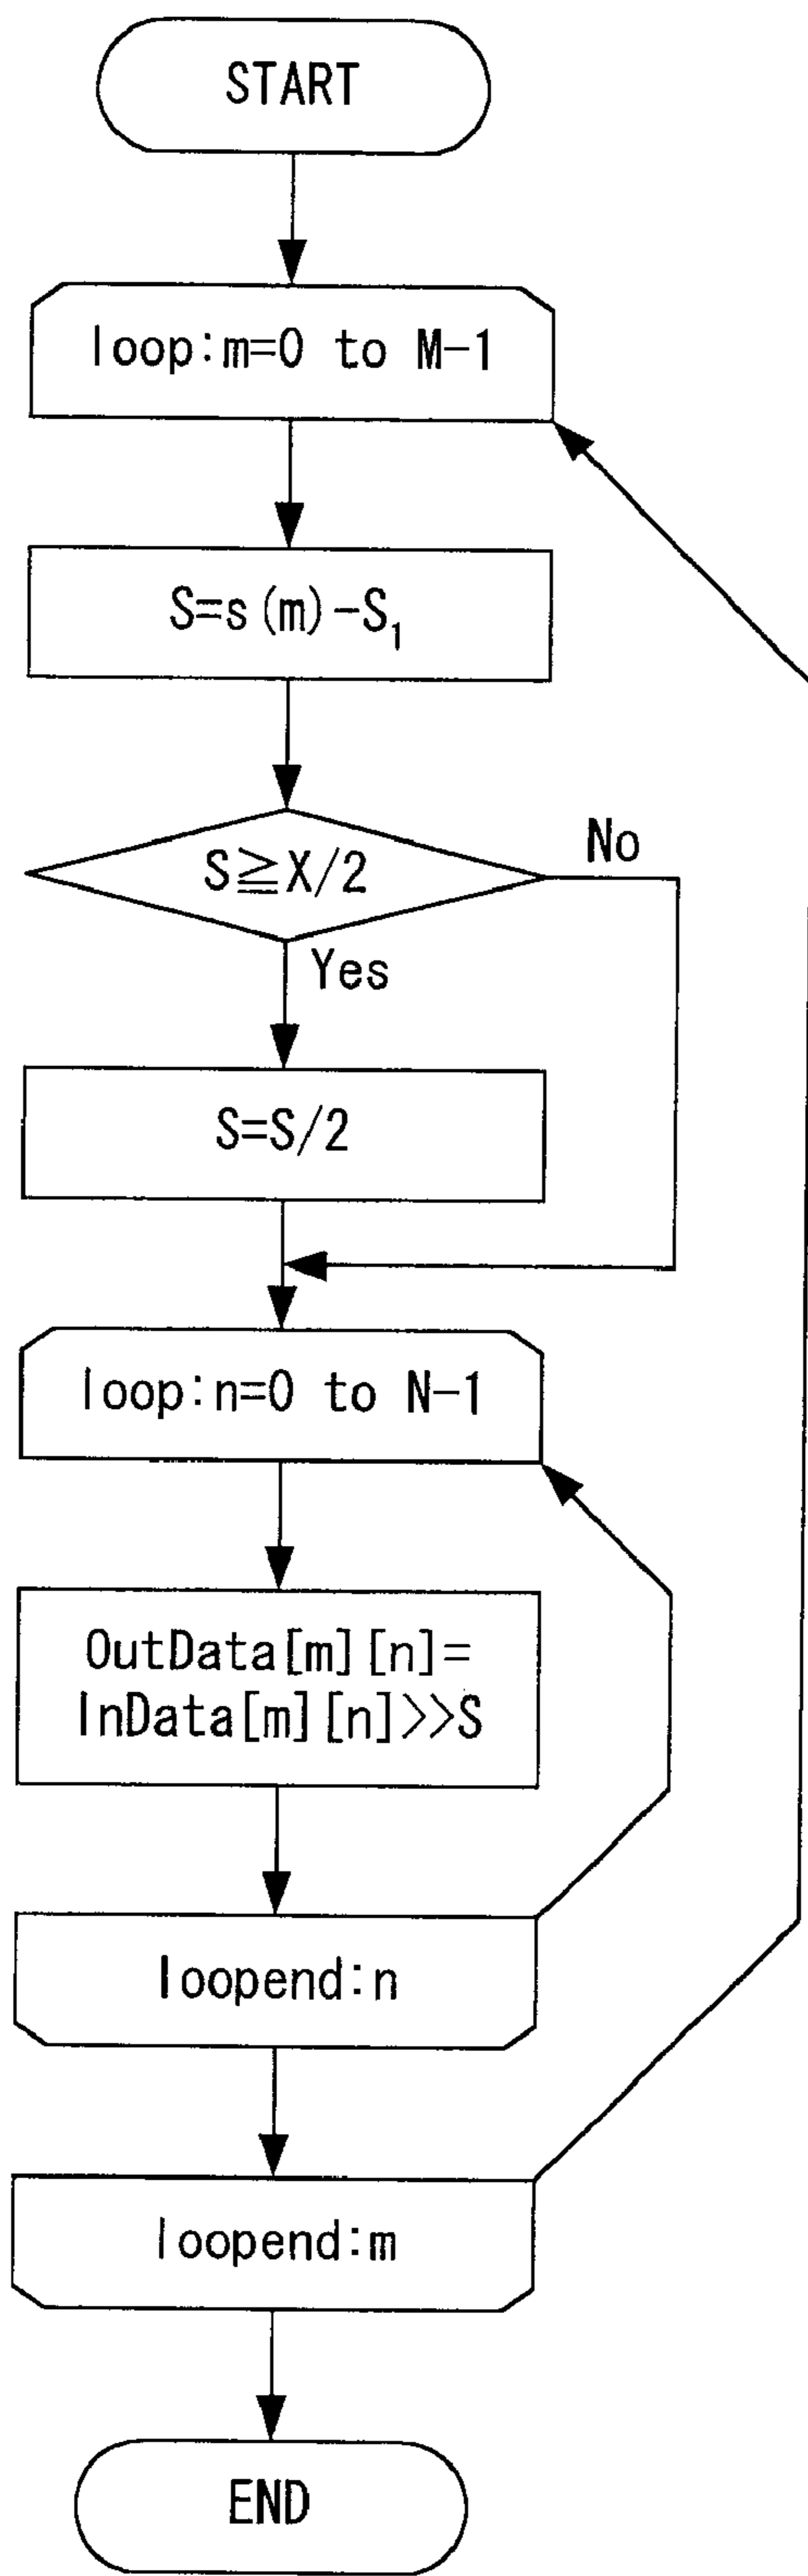 START
loop:m=0 to M-1
S=s(m)-S₁
S≧X/2
No
Yes
S=S/2
loop:n=0 to N-1
OutData[m][n]=
InData[m][n]>>S
loopend:n
loopend:m
END